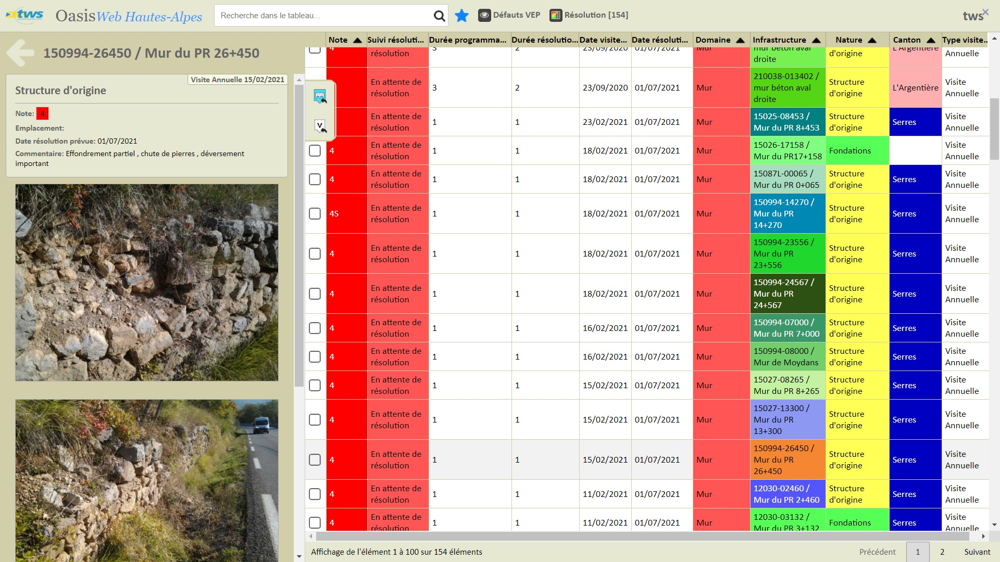 tws OasisWeb Hautes-Alpes Recherche dans le tableau... Défauts VEP Résolution [154] tws
150994-26450 / Mur du PR 26+450
Visite Annuelle 15/02/2021
Structure d'origine
Note: 4
Emplacement:
Date résolution prévue: 01/07/2021
Commentaire: Effondrement partiel , chute de pierres , déversement
important
Note Suivi résoluti... Durée programma... Durée résolutio... Date visite... Date résoluti... Domaine Infrastructure Nature Canton Type visite...
4 résolution 3 2 23/09/2020 01/07/2021 Mur mur béton aval d'origine L'Argentière Annuelle
droite
En attente de 210038-013402 / Structure Visite
résolution 3 2 23/09/2020 01/07/2021 Mur mur béton aval d'origine L'Argentière Annuelle
droite
V
En attente de 15025-08453 / Structure Visite
résolution 1 1 23/02/2021 01/07/2021 Mur Mur du PR 8+453 d'origine Serres Annuelle
En attente de 15026-17158 / Visite
4 résolution 1 1 18/02/2021 01/07/2021 Mur Mur du PR17+158 Fondations Annuelle
En attente de 15087L-00065 / Structure Visite
4 résolution 1 1 18/02/2021 01/07/2021 Mur Mur du PR 0+065 d'origine Serres Annuelle
En attente de 150994-14270 / Structure Visite
4S résolution 1 1 18/02/2021 01/07/2021 Mur Mur du PR d'origine Serres Annuelle
14+270
En attente de 150994-23556 / Structure Visite
4 résolution 1 1 18/02/2021 01/07/2021 Mur Mur du PR d'origine Serres Annuelle
23+556
En attente de 150994-24567 / Structure Visite
4 résolution 1 1 18/02/2021 01/07/2021 Mur Mur du PR d'origine Serres Annuelle
24+567
En attente de 150994-07000 / Structure Visite
4 résolution 1 1 16/02/2021 01/07/2021 Mur Mur du PR 7+000 d'origine Serres Annuelle
En attente de 150994-08000 / Structure Visite
4 résolution 1 1 16/02/2021 01/07/2021 Mur Mur de Moydans d'origine Serres Annuelle
En attente de 15027-08265 / Structure Visite
4 résolution 1 1 15/02/2021 01/07/2021 Mur Mur du PR 8+265 d'origine Serres Annuelle
En attente de 15027-13300 / Structure Visite
4 résolution 1 1 15/02/2021 01/07/2021 Mur Mur du PR d'origine Serres Annuelle
13+300
En attente de 150994-26450 / Structure Visite
4 résolution 1 1 15/02/2021 01/07/2021 Mur Mur du PR d'origine Serres Annuelle
26+450
En attente de 12030-02460 / Structure Visite
4 résolution 1 1 11/02/2021 01/07/2021 Mur Mur du PR 2+460 d'origine Serres Annuelle
En attente de 12030-03132 / Visite
4 résolution 1 1 11/02/2021 01/07/2021 Mur Mur du PR 3+132 Fondations Serres Annuelle
Affichage de l'élément 1 à 100 sur 154 éléments Précédent 1 2 Suivant